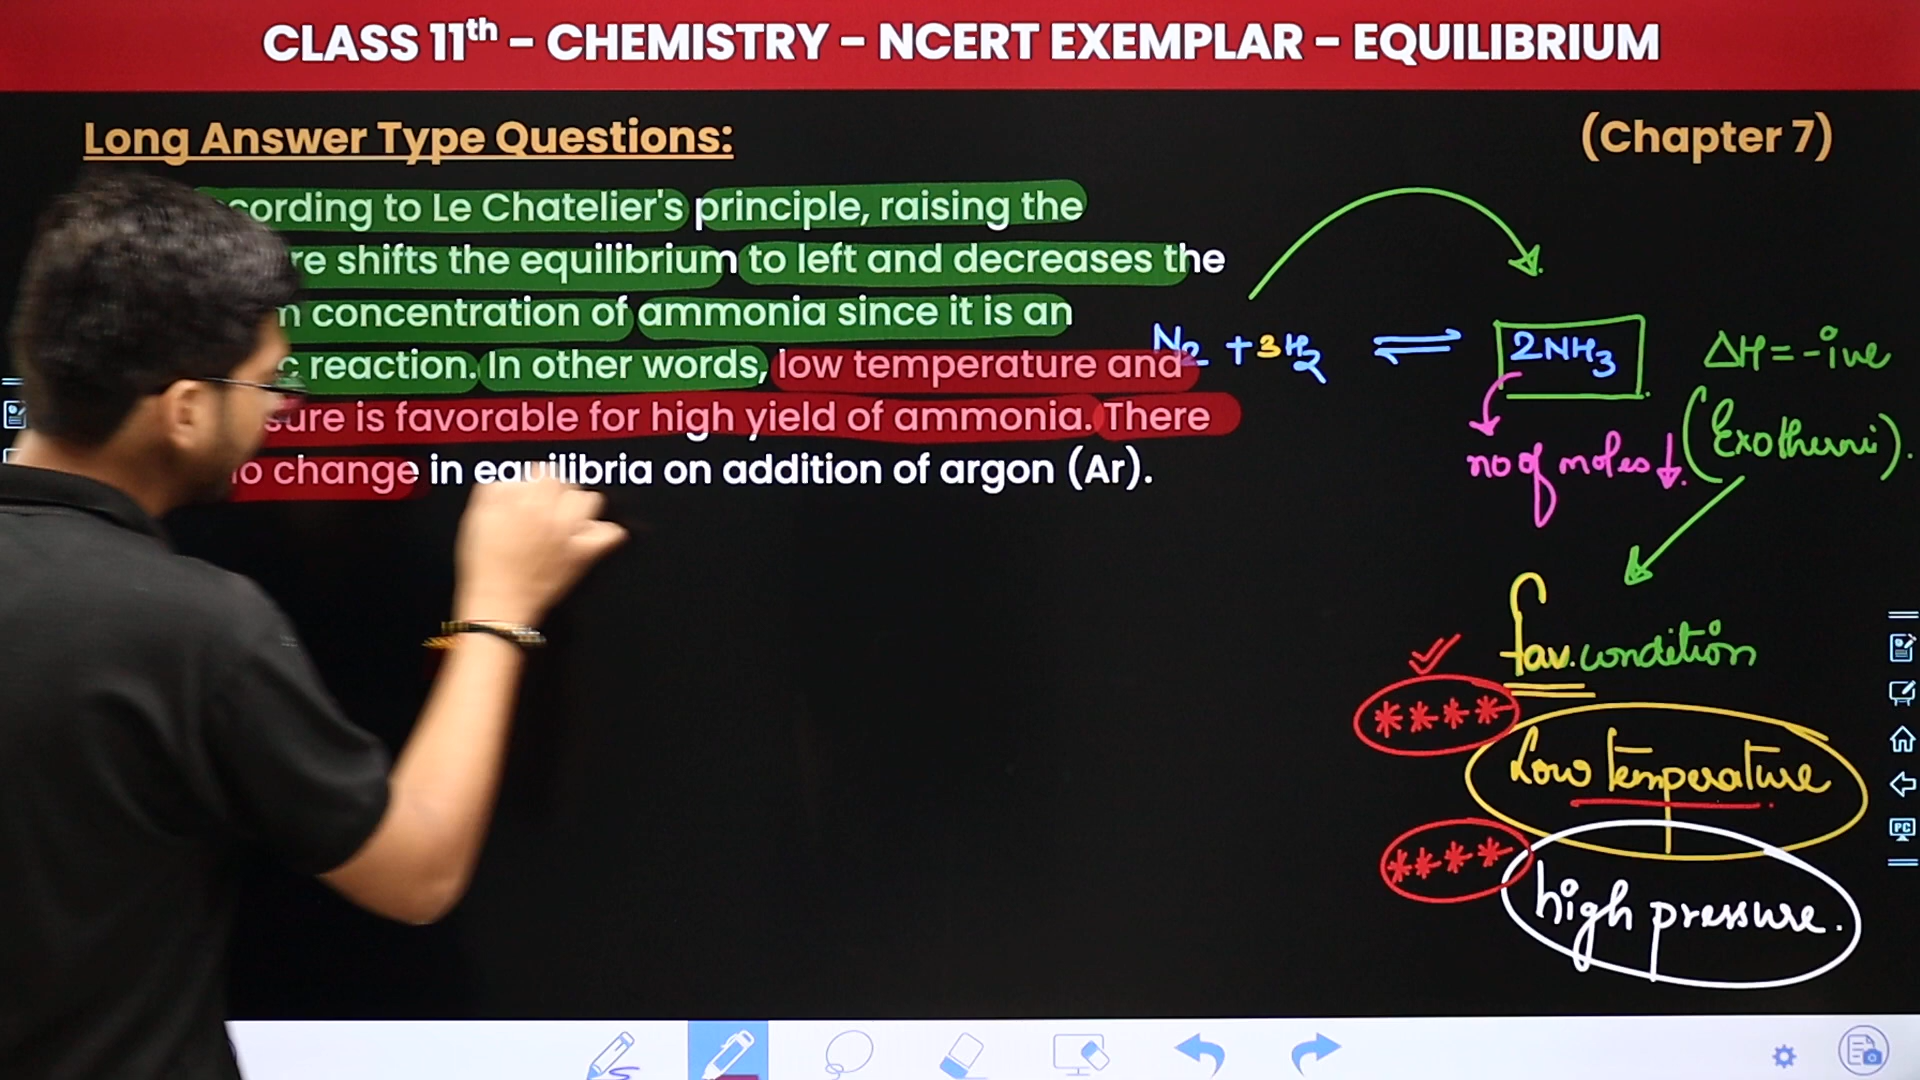 CLASS 11th - CHEMISTRY - NCERT EXEMPLAR - EQUILIBRIUM
Long Answer Type Questions:
(Chapter 7)
cording to Le Chatelier's principle, raising the
re shifts the equilibrium to left and decreases the
n concentration of ammonia since it is an
c reaction. In other words, low temperature and
sure is favorable for high yield of ammonia. There
o change in equilibria on addition of argon (Ar).
N2 + 3H2 ⇌ 2NH3 ΔH = -ive
(Exothermic).
no of moles ↓
fav. condition
****
Low temperature
****
high pressure.
PC